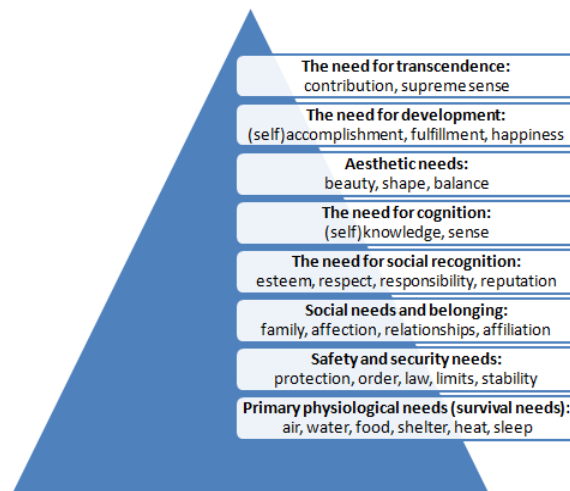 The need for transcendence:
contribution, supreme sense
The need for development:
(self)accomplishment, fulfillment, happiness
Aesthetic needs:
beauty, shape, balance
The need for cognition:
(self)knowledge, sense
The need for social recognition:
esteem, respect, responsibility, reputation
Social needs and belonging:
family, affection, relationships, affiliation
Safety and security needs:
protection, order, law, limits, stability
Primary physiological needs (survival needs):
air, water, food, shelter, heat, sleep